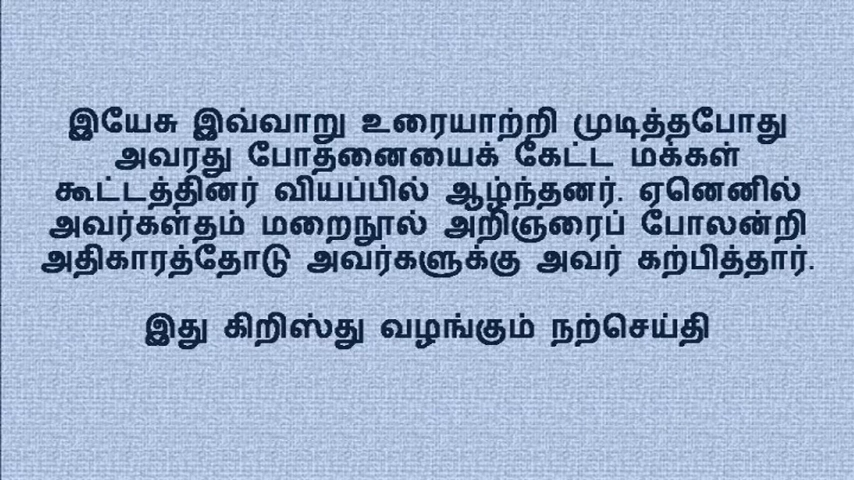 இயேசு இவ்வாறு உரையாற்றி முடித்தபோது
அவரது போதனையைக் கேட்ட மக்கள்
கூட்டத்தினர் வியப்பில் ஆழ்ந்தனர். ஏனெனில்
அவர்கள்தம் மறைநூல் அறிஞரைப் போலன்றி
அதிகாரத்தோடு அவர்களுக்கு அவர் கற்பித்தார்.
இது கிறிஸ்து வழங்கும் நற்செய்தி